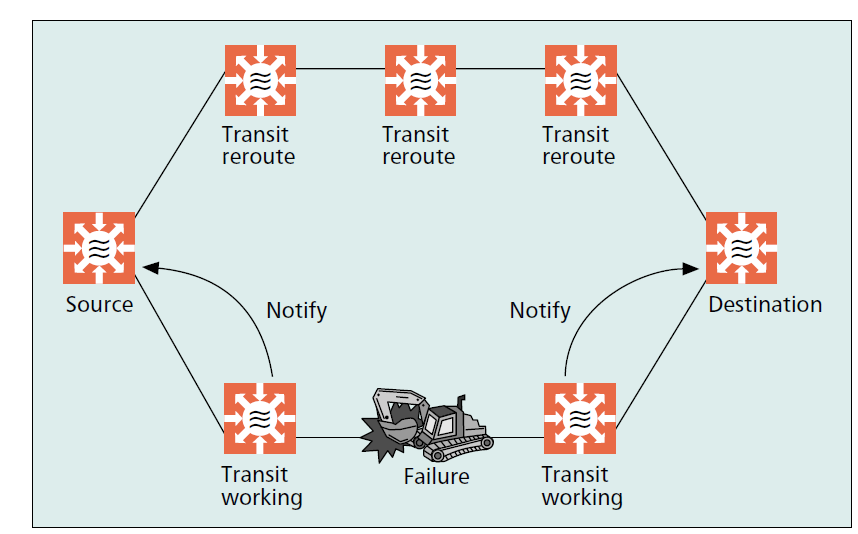 Transit
reroute
Transit
reroute
Transit
reroute
Source
Notify
Notify
Destination
Transit
working
Failure
Transit
working